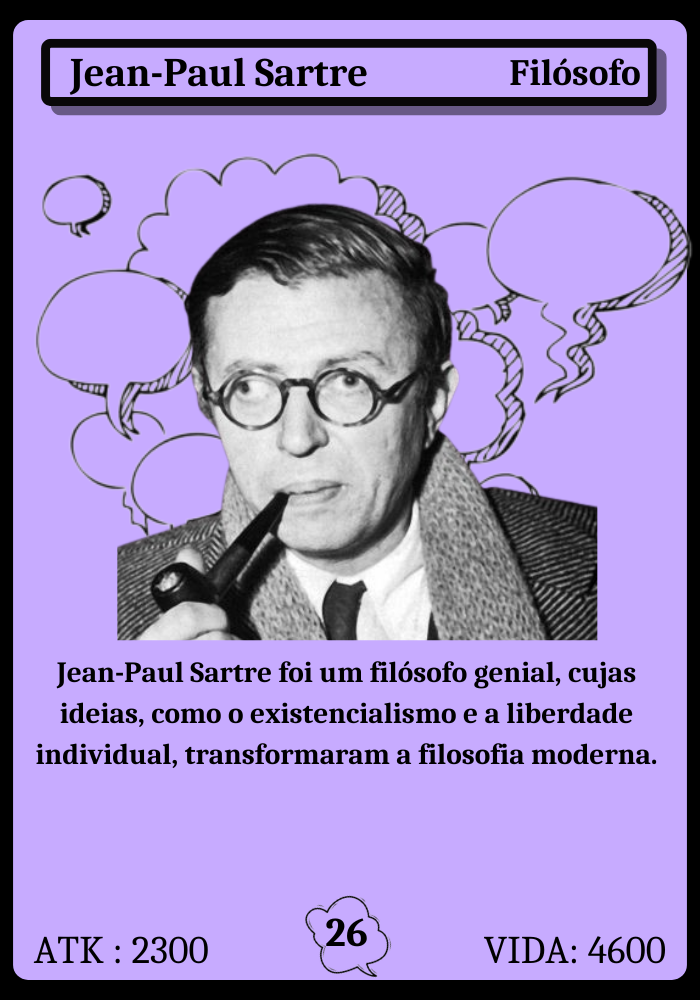 Jean-Paul Sartre Filósofo
Jean-Paul Sartre foi um filósofo genial, cujas
ideias, como o existencialismo e a liberdade
individual, transformaram a filosofia moderna.
ATK : 2300 26 VIDA: 4600